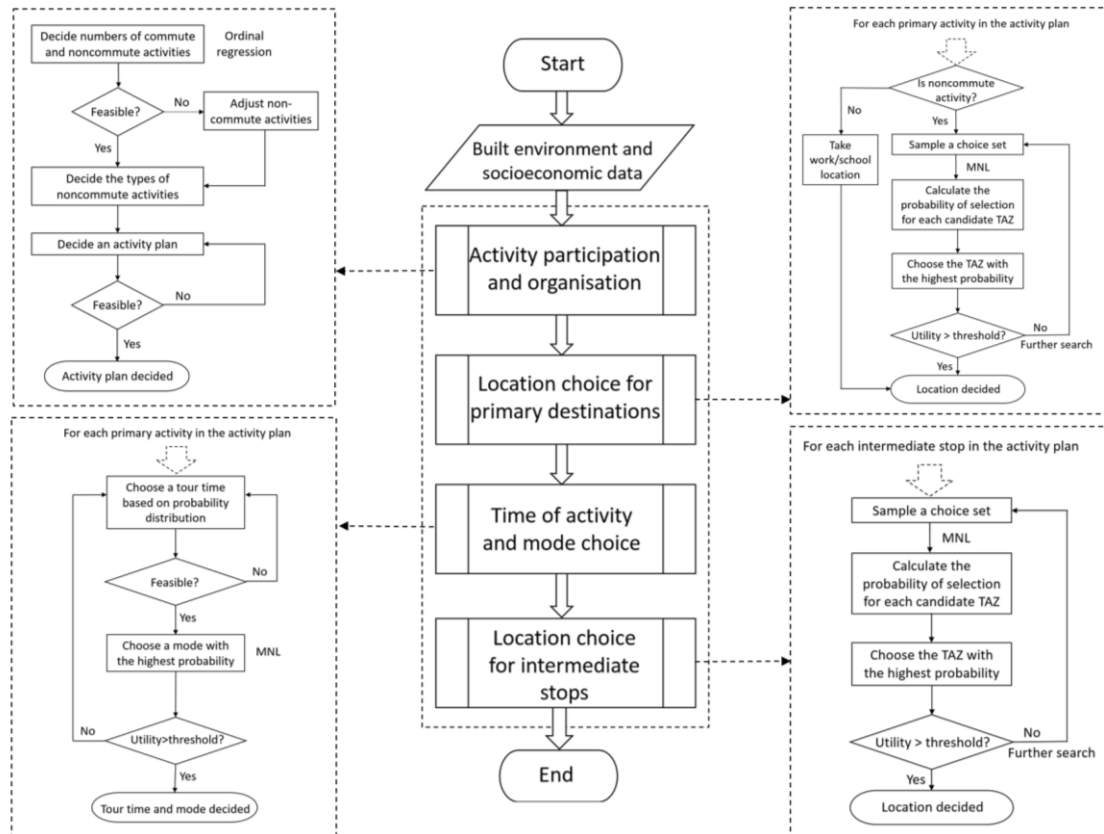 Decide numbers of commute
and noncommute activities
Ordinal
regression
Feasible?
No
Adjust non-
commute activities
Yes
Decide the types of
noncommute activities
Decide an activity plan
Feasible?
No
Yes
Activity plan decided
For each primary activity in the activity plan
Choose a tour time
based on probability
distribution
Feasible?
No
Yes
Choose a mode with
the highest probability
MNL
No
Utility>threshold?
Yes
Tour time and mode decided
Start
Built environment and
socioeconomic data
Activity participation
and organisation
Location choice for
primary destinations
Time of activity
and mode choice
Location choice
for intermediate
stops
End
For each primary activity in the activity plan
Is noncommute
activity?
No
Yes
Take
work/school
location
Sample a choice set
MNL
Calculate the
probability of selection
for each candidate TAZ
Choose the TAZ with
the highest probability
Utility > threshold?
No
Further search
Yes
Location decided
For each intermediate stop in the activity plan
Sample a choice set
MNL
Calculate the
probability of selection
for each candidate TAZ
Choose the TAZ with
the highest probability
Utility > threshold?
No
Further search
Yes
Location decided